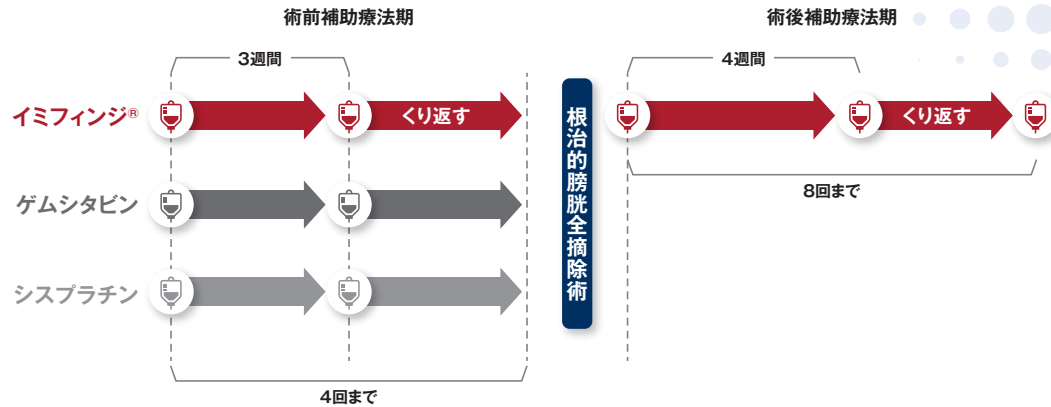 術前補助療法期
術後補助療法期
3週間
4週間
イミフィンジ®
くり返す
くり返す
8回まで
ゲムシタビン
シスプラチン
根治的膀胱全摘除術
4回まで